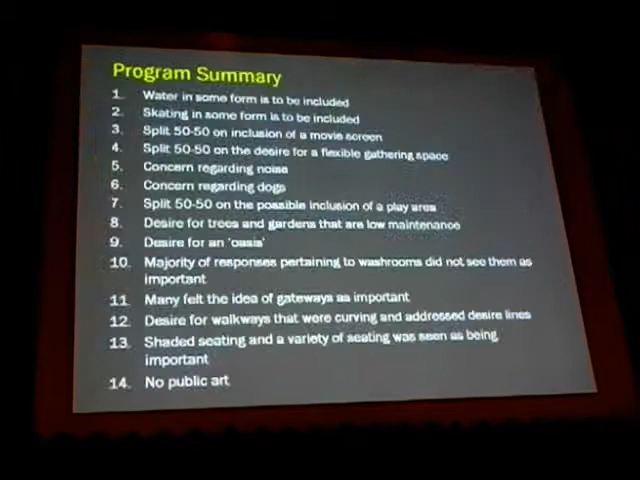 Program Summary
1. Water in some form is to be included
2. Skating in some form is to be included
3. Split 50-50 on inclusion of a movie screen
4. Split 50-50 on the desire for a flexible gathering space
5. Concern regarding noise
6. Concern regarding dogs
7. Split 50-50 on the possible inclusion of a play area
8. Desire for trees and gardens that are low maintenance
9. Desire for an 'oasis'
10. Majority of responses pertaining to washrooms did not see them as
important
11. Many felt the idea of gateways as important
12. Desire for walkways that were curving and addressed desire lines
13. Shaded seating and a variety of seating was seen as being
important
14. No public art